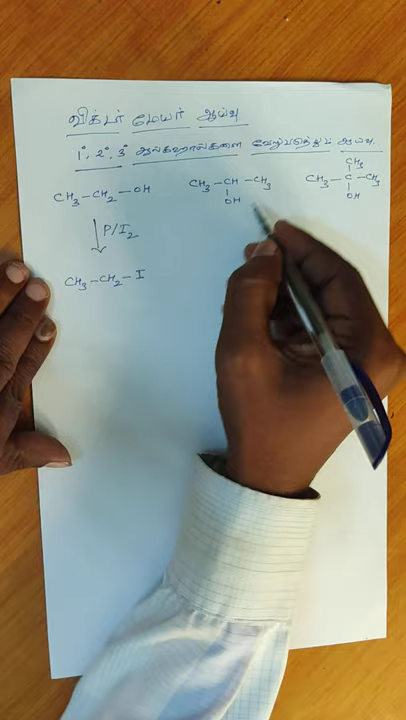 விக்டர் மேயர் ஆய்வு
1°, 2°, 3° ஆல்கஹால்களை வேறுபடுத்தும் ஆய்வு.
CH₃–CH₂–OH CH₃–CH–CH₃ CH₃–C–CH₃
OH CH₃
OH
P/I₂
CH₃–CH₂–I